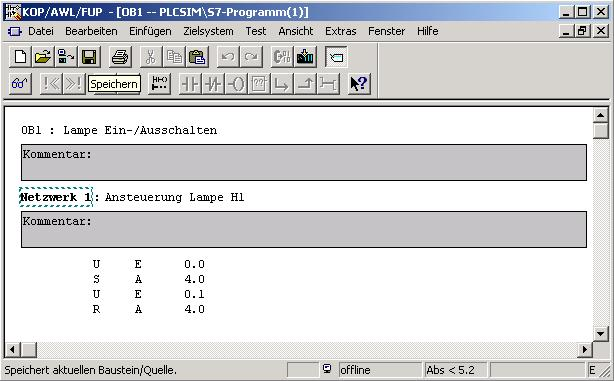 KOP/AWL/FUP - [OB1 -- PLCSIM\S7-Programm(1)]
Datei Bearbeiten Einfügen Zielsystem Test Ansicht Extras Fenster Hilfe
Speichern
OB1 : Lampe Ein-/Ausschalten
Kommentar:
Netzwerk 1: Ansteuerung Lampe H1
Kommentar:
U E 0.0
S A 4.0
U E 0.1
R A 4.0
Speichert aktuellen Baustein/Quelle. offline Abs < 5.2 E